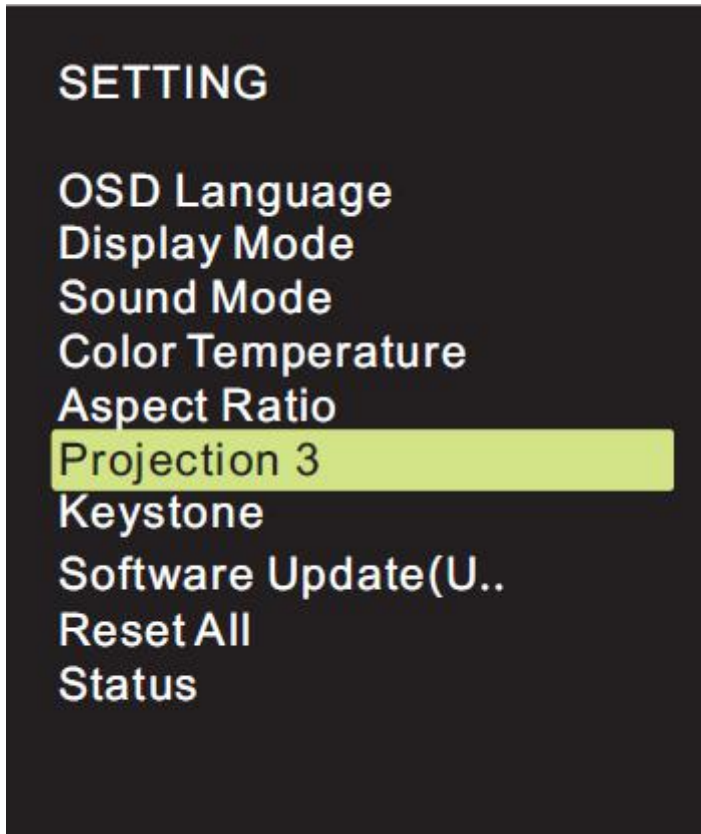 SETTING
OSD Language
Display Mode
Sound Mode
Color Temperature
Aspect Ratio
Projection 3
Keystone
Software Update(U..
Reset All
Status